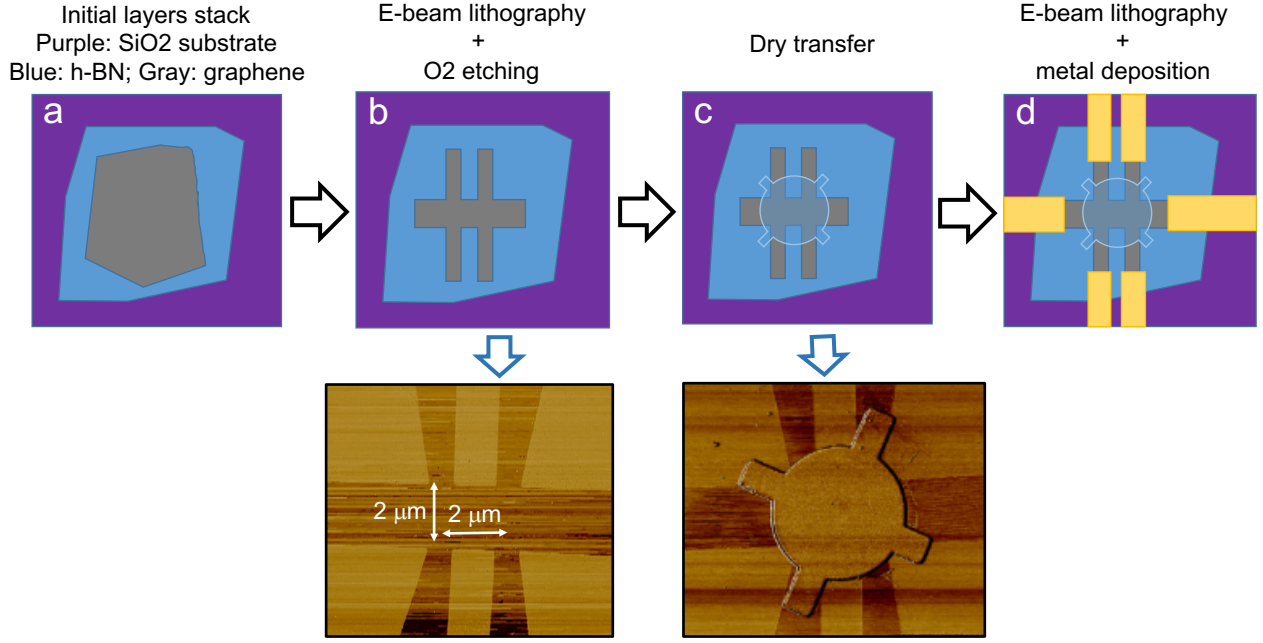 Initial layers stack
Purple: SiO2 substrate
Blue: h-BN; Gray: graphene
E-beam lithography
+
O2 etching
Dry transfer
E-beam lithography
+
metal deposition
a
b
c
d
2 μm
2 μm